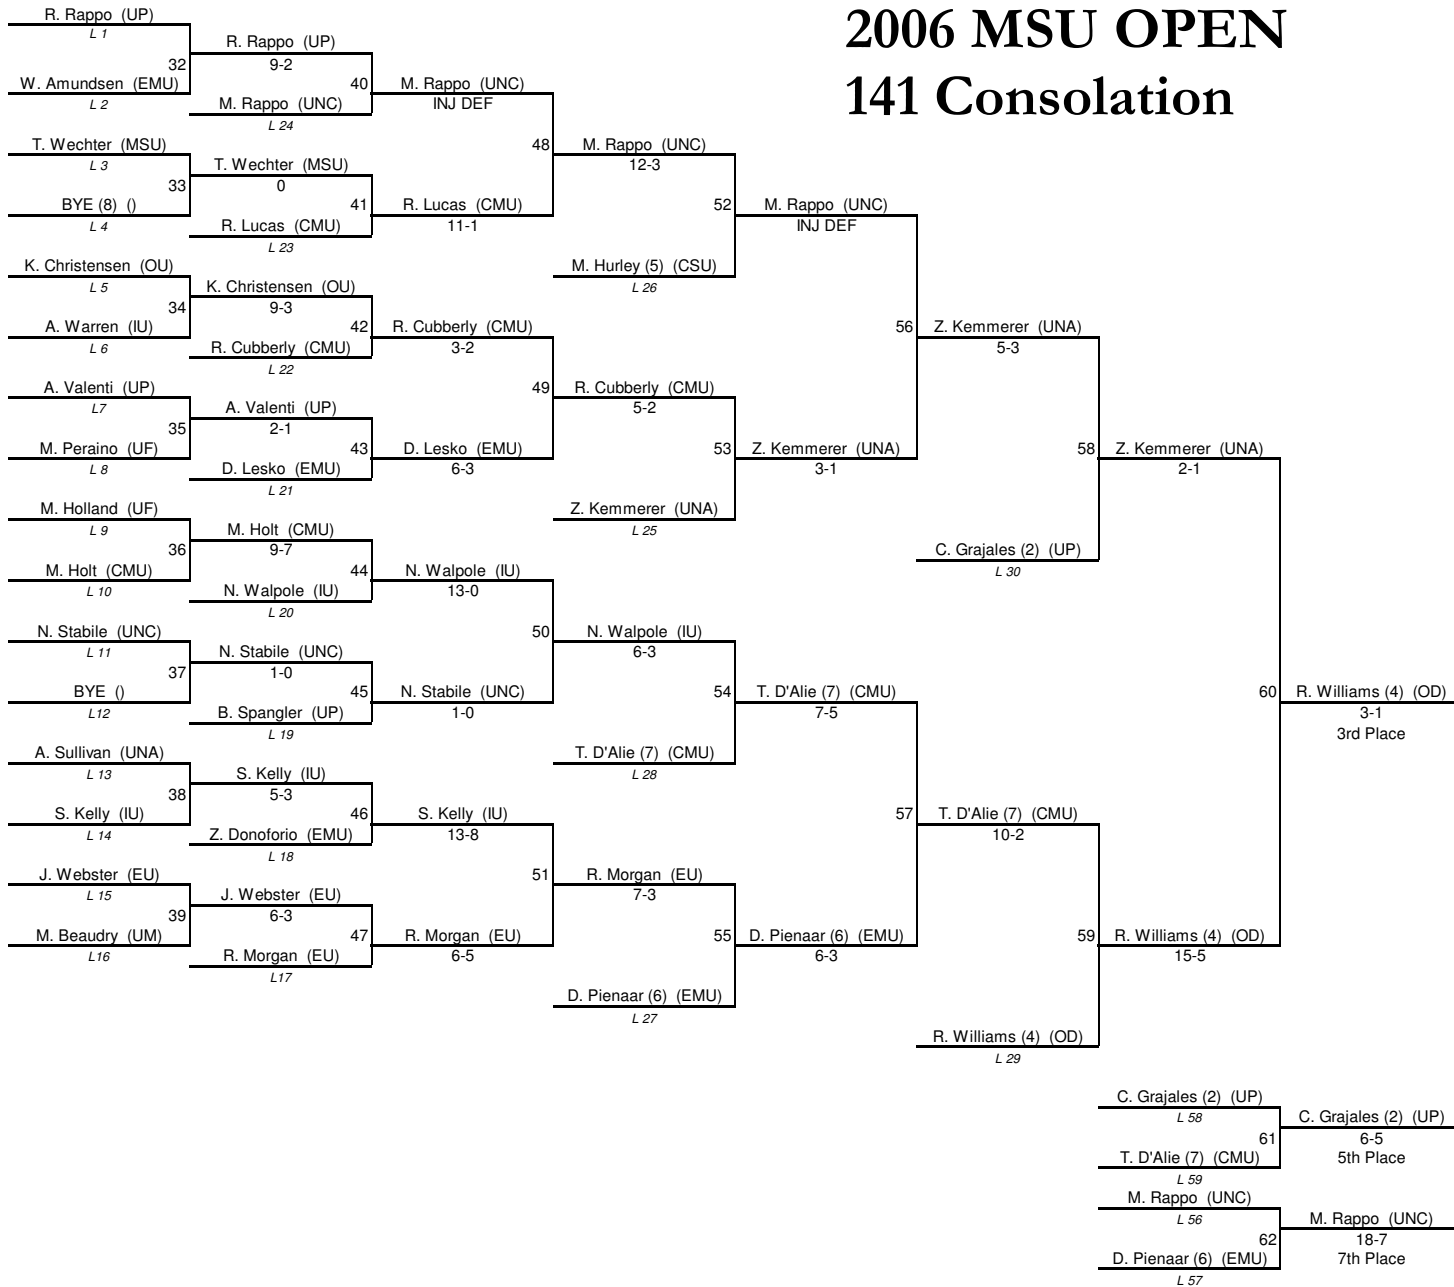 2006 MSU OPEN
141 Consolation
R. Rappo (UP)
L 1
32
W. Amundsen (EMU)
L 2
T. Wechter (MSU)
L 3
33
BYE (8) ()
L 4
K. Christensen (OU)
L 5
34
A. Warren (IU)
L 6
A. Valenti (UP)
L7
35
M. Peraino (UF)
L 8
M. Holland (UF)
L 9
36
M. Holt (CMU)
L 10
N. Stabile (UNC)
L 11
37
BYE ()
L12
A. Sullivan (UNA)
L 13
38
S. Kelly (IU)
L 14
J. Webster (EU)
L 15
39
M. Beaudry (UM)
L16
R. Rappo (UP)
9-2
40
M. Rappo (UNC)
L 24
T. Wechter (MSU)
0
41
R. Lucas (CMU)
L 23
K. Christensen (OU)
9-3
42
R. Cubberly (CMU)
L 22
A. Valenti (UP)
2-1
43
D. Lesko (EMU)
L 21
M. Holt (CMU)
9-7
44
N. Walpole (IU)
L 20
N. Stabile (UNC)
1-0
45
B. Spangler (UP)
L 19
S. Kelly (IU)
5-3
46
Z. Donoforio (EMU)
L 18
J. Webster (EU)
6-3
47
R. Morgan (EU)
L17
M. Rappo (UNC)
INJ DEF
48
R. Lucas (CMU)
11-1
R. Cubberly (CMU)
3-2
49
D. Lesko (EMU)
6-3
N. Walpole (IU)
13-0
50
N. Stabile (UNC)
1-0
S. Kelly (IU)
13-8
51
R. Morgan (EU)
6-5
M. Rappo (UNC)
12-3
52
M. Hurley (5) (CSU)
L 26
R. Cubberly (CMU)
5-2
53
Z. Kemmerer (UNA)
L 25
N. Walpole (IU)
6-3
54
T. D'Alie (7) (CMU)
L 28
R. Morgan (EU)
7-3
55
D. Pienaar (6) (EMU)
L 27
M. Rappo (UNC)
INJ DEF
56
Z. Kemmerer (UNA)
3-1
T. D'Alie (7) (CMU)
7-5
57
D. Pienaar (6) (EMU)
6-3
Z. Kemmerer (UNA)
5-3
58
C. Grajales (2) (UP)
L 30
T. D'Alie (7) (CMU)
10-2
59
R. Williams (4) (OD)
L 29
Z. Kemmerer (UNA)
2-1
60
R. Williams (4) (OD)
15-5
R. Williams (4) (OD)
3-1
3rd Place
C. Grajales (2) (UP)
L 58
61
T. D'Alie (7) (CMU)
L 59
C. Grajales (2) (UP)
6-5
5th Place
M. Rappo (UNC)
L 56
62
D. Pienaar (6) (EMU)
L 57
M. Rappo (UNC)
18-7
7th Place